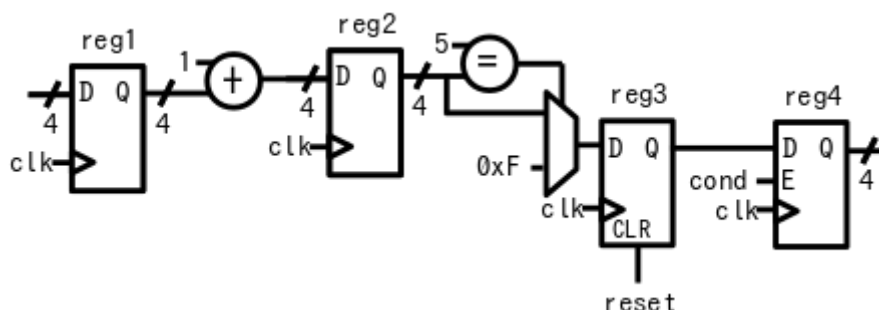 reg1
D Q
4
clk
4
1
+
reg2
D Q
4
clk
4
5
=
0xF
reg3
D Q
clk
CLR
reset
reg4
D Q
cond
E
clk
4